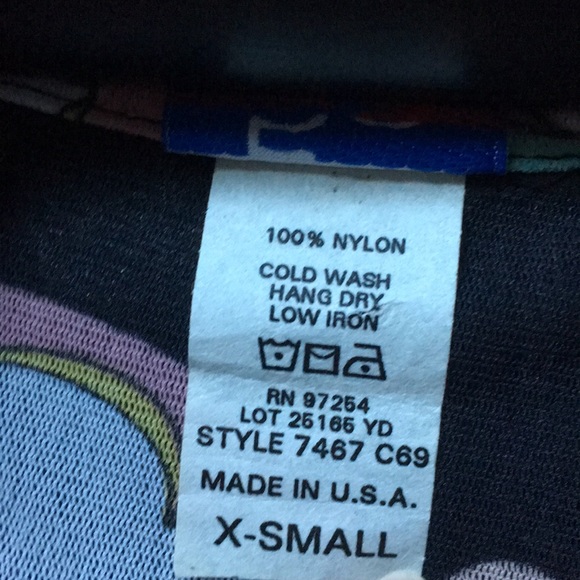 100% NYLON
COLD WASH
HANG DRY
LOW IRON
RN 97254
LOT 25165 YD
STYLE 7467 C69
MADE IN U.S.A.
X-SMALL